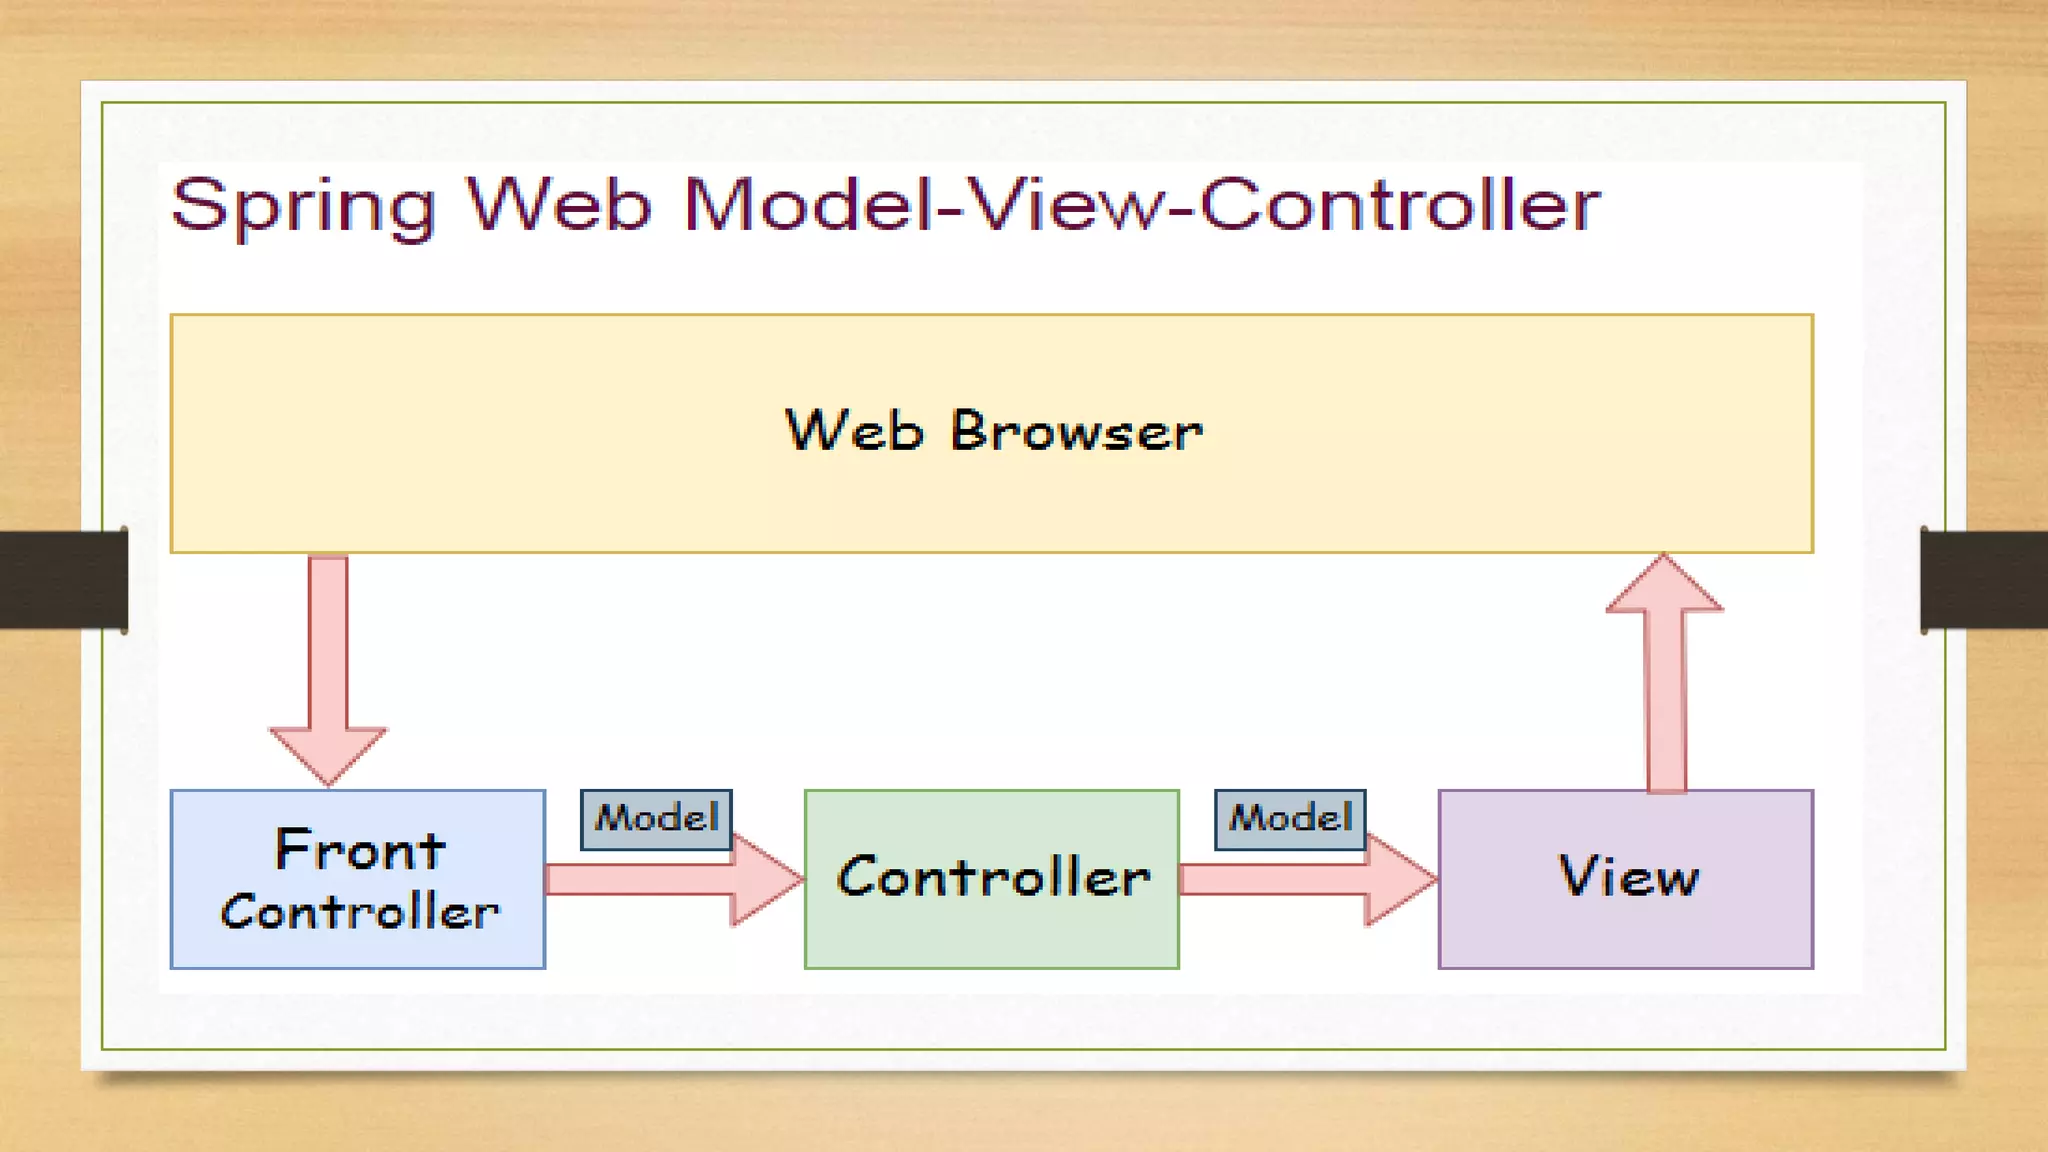 Spring Web Model-View-Controller
Web Browser
Front
Controller
Model
Controller
Model
View